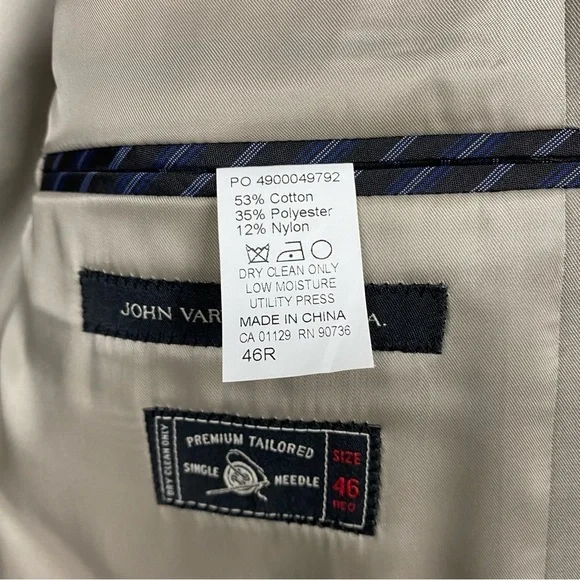 PO 4900049792
53% Cotton
35% Polyester
12% Nylon
DRY CLEAN ONLY
LOW MOISTURE
UTILITY PRESS
MADE IN CHINA
CA 01129 RN 90736
46R
JOHN VAR A.
DRY CLEAN ONLY
PREMIUM TAILORED
SINGLE NEEDLE
SIZE
46
REG